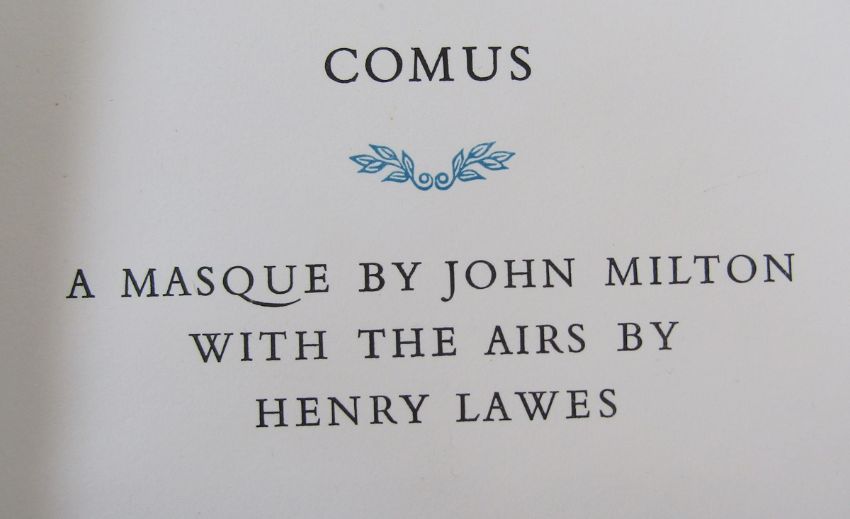 COMUS
A MASQUE BY JOHN MILTON
WITH THE AIRS BY
HENRY LAWES